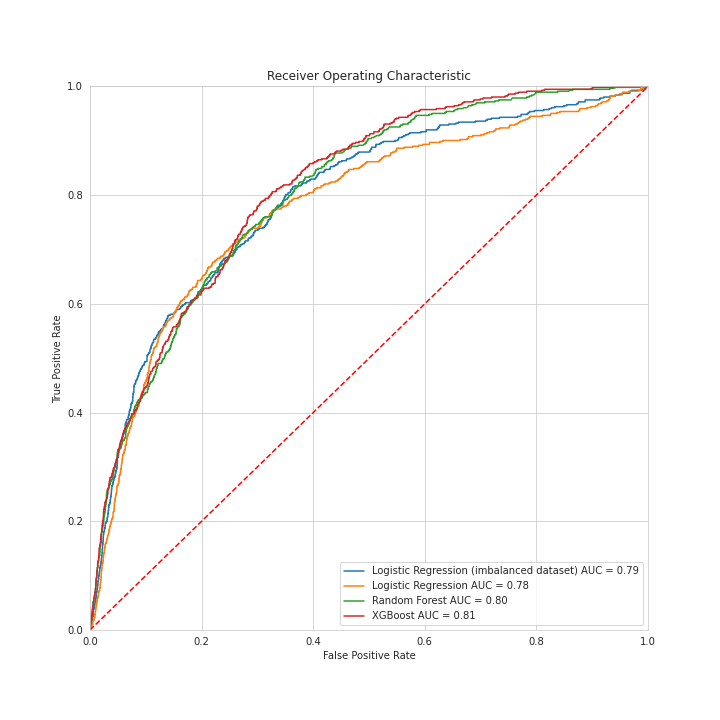 Receiver Operating Characteristic
1.0
0.8
0.6
0.4
0.2
0.0
True Positive Rate
Logistic Regression (imbalanced dataset) AUC = 0.79
Logistic Regression AUC = 0.78
Random Forest AUC = 0.80
XGBoost AUC = 0.81
0.0 0.2 0.4 0.6 0.8 1.0
False Positive Rate